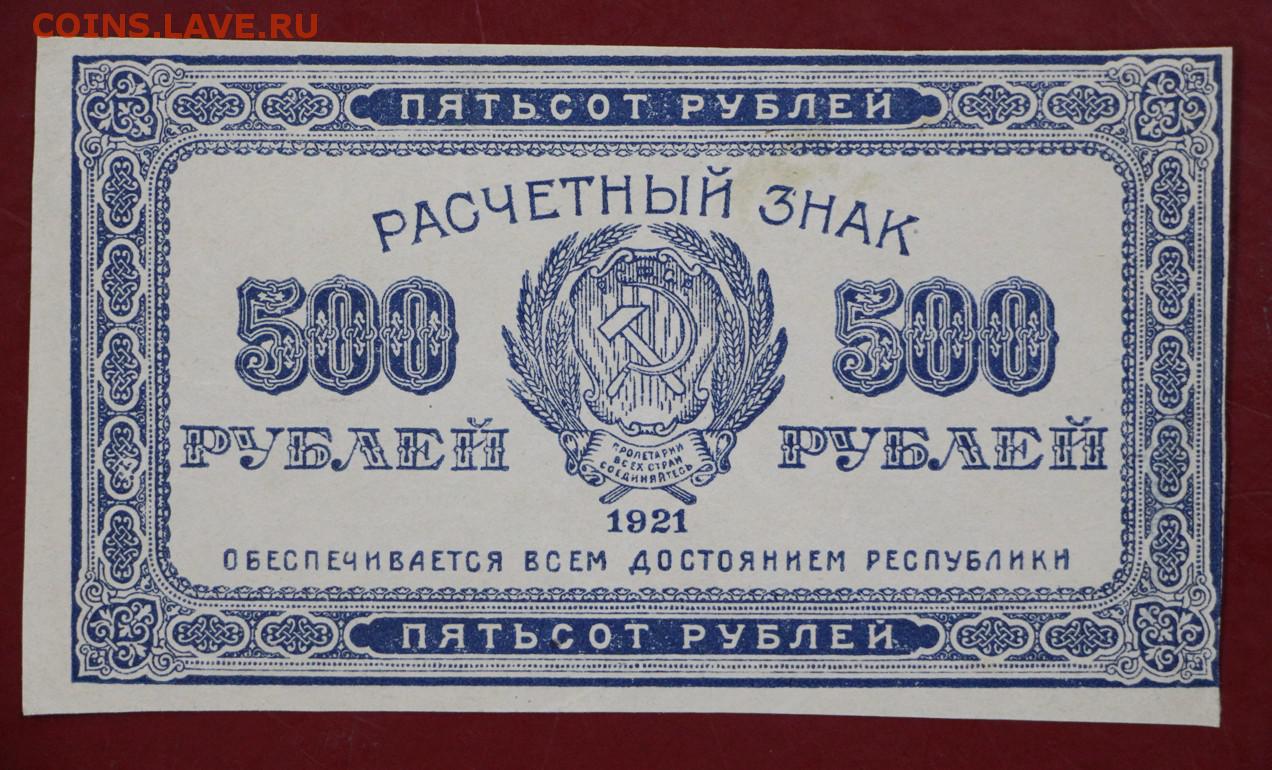 COINS.LAVE.RU
ПЯТЬСОТ РУБЛЕЙ
РАСЧЕТНЫЙ ЗНАК
Р.С.Ф.С.Р.
500 500
РУБЛЕЙ РУБЛЕЙ
ПРОЛЕТАРИИ
ВСЕХ СТРАН
СОЕДИНЯЙТЕСЬ
1921
ОБЕСПЕЧИВАЕТСЯ ВСЕМ ДОСТОЯНИЕМ РЕСПУБЛИКИ
ПЯТЬСОТ РУБЛЕЙ